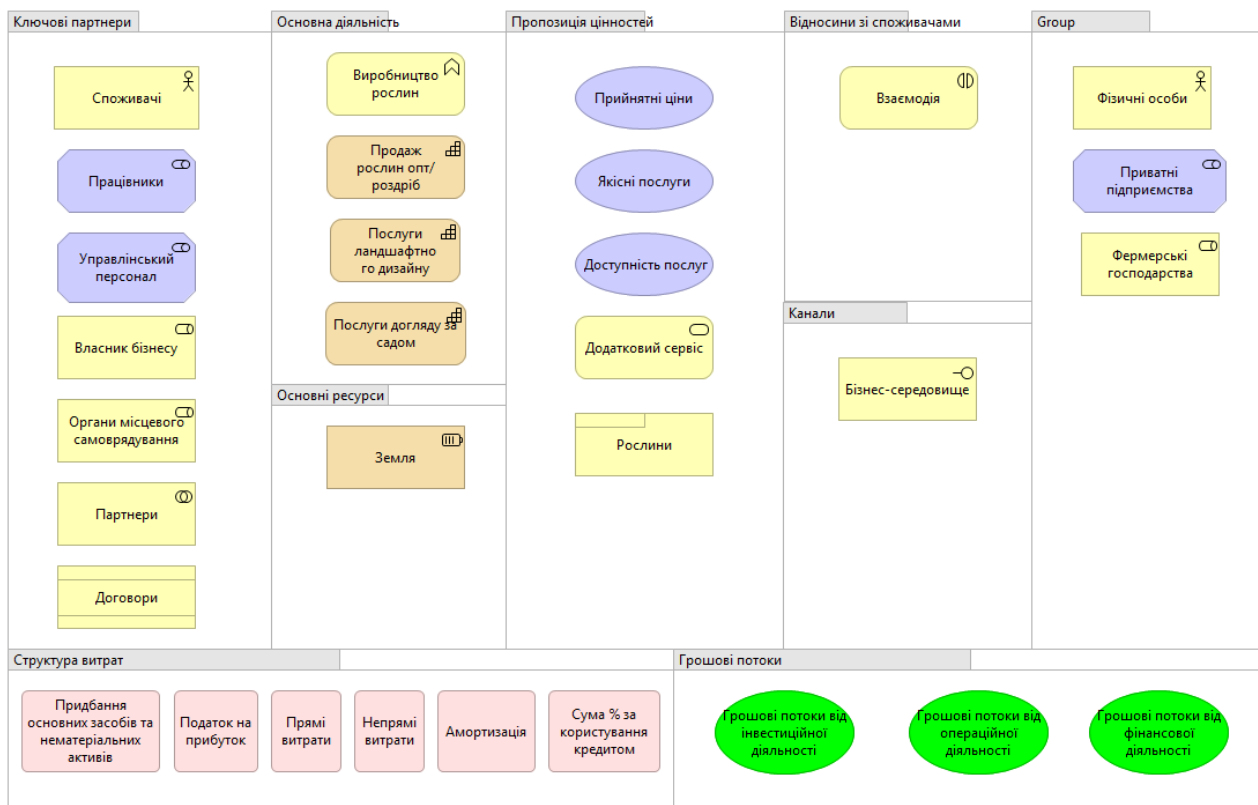 Ключові партнери
Споживачі
Працівники
Управлінський
персонал
Власник бізнесу
Органи місцевого
самоврядування
Партнери
Договори
Основна діяльність
Виробництво
рослин
Продаж
рослин опт/
роздріб
Послуги
ландшафтно
го дизайну
Послуги догляду за
садом
Основні ресурси
Земля
Пропозиція цінностей
Прийнятні ціни
Якісні послуги
Доступність послуг
Додатковий сервіс
Рослини
Відносини зі споживачами
Взаємодія
Канали
Бізнес-середовище
Group
Фізичні особи
Приватні
підприємства
Фермерські
господарства
Структура витрат
Придбання
основних засобів та
нематеріальних
активів
Податок на
прибуток
Прямі
витрати
Непрямі
витрати
Амортизація
Сума % за
користування
кредитом
Грошові потоки
Грошові потоки від
інвестиційної
діяльності
Грошові потоки від
операційної
діяльності
Грошові потоки від
фінансової
діяльності